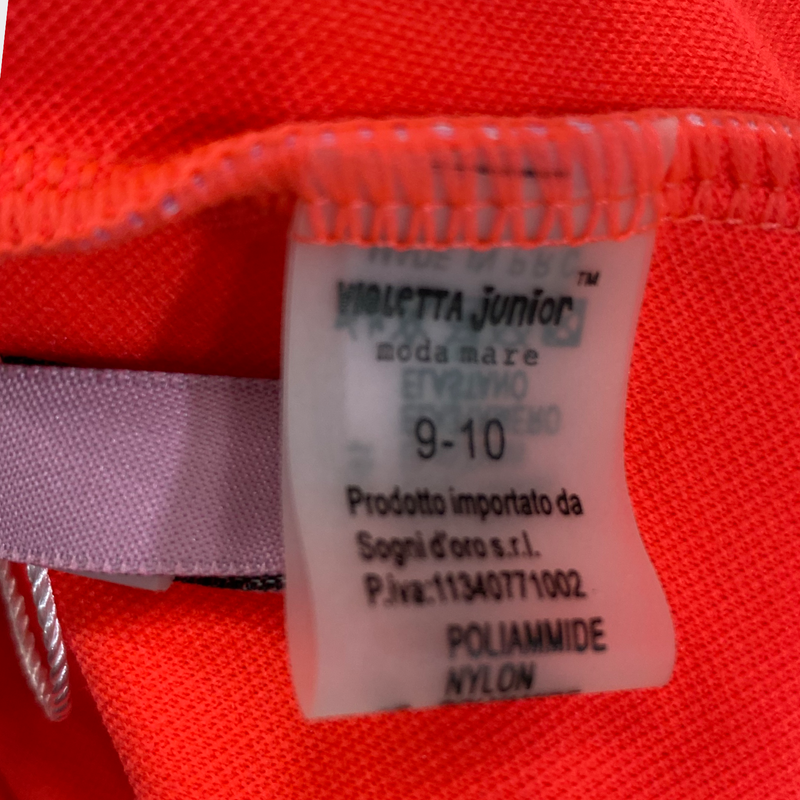 VIOLETTA junior™
moda mare
9-10
Prodotto importato da
Sogni d'oro s.r.l.
P.iva:11340771002
POLIAMMIDE
NYLON